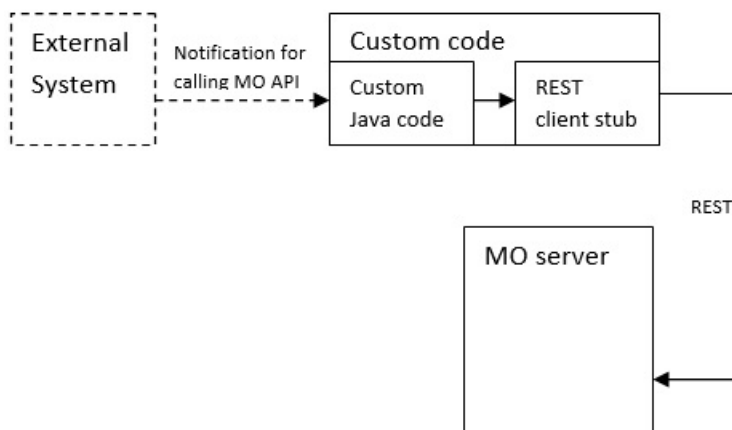 External
System
Notification for
calling MO API
Custom code
Custom
Java code
REST
client stub
REST
MO server